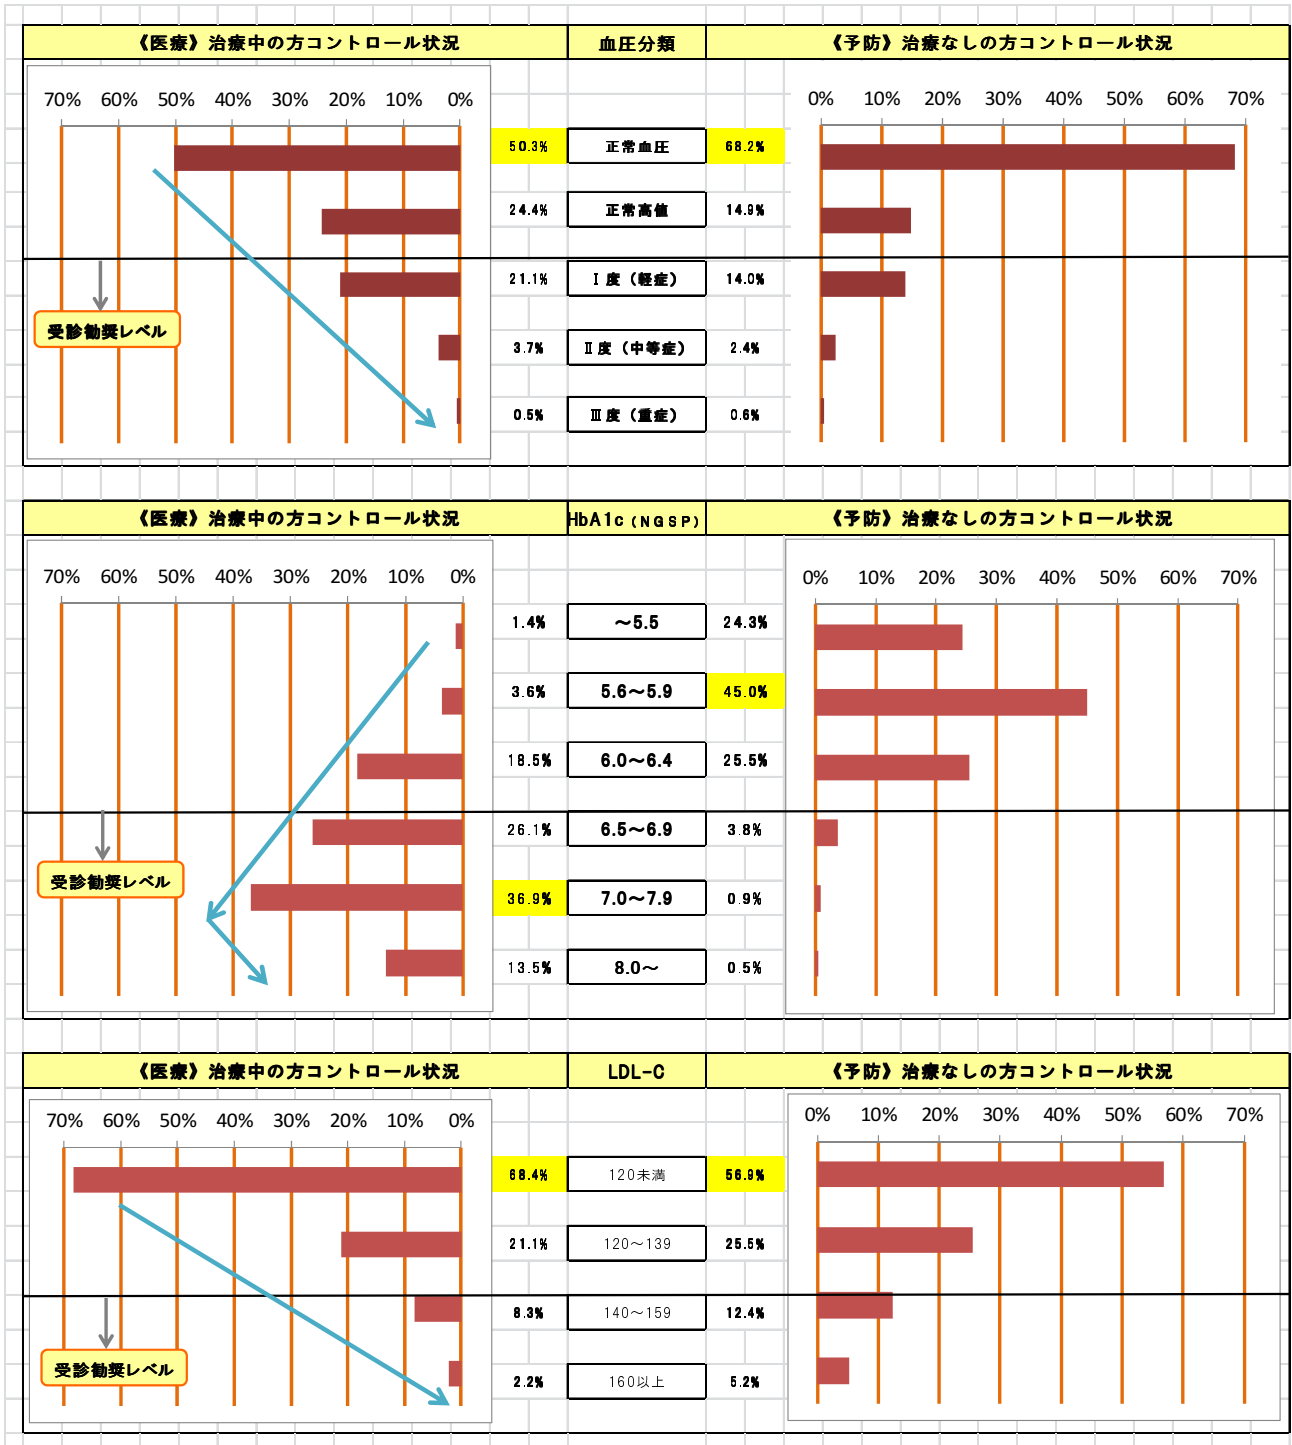 《医療》治療中の方コントロール状況 血圧分類 《予防》治療なしの方コントロール状況
70% 60% 50% 40% 30% 20% 10% 0% 0% 10% 20% 30% 40% 50% 60% 70%
50.3% 正常血圧 68.2%
24.4% 正常高値 14.9%
21.1% Ⅰ度（軽症） 14.0%
受診勧奨レベル
3.7% Ⅱ度（中等症） 2.4%
0.5% Ⅲ度（重症） 0.6%
《医療》治療中の方コントロール状況 HbA1c（NGSP） 《予防》治療なしの方コントロール状況
70% 60% 50% 40% 30% 20% 10% 0% 0% 10% 20% 30% 40% 50% 60% 70%
1.4% ～5.5 24.3%
3.6% 5.6～5.9 45.0%
18.5% 6.0～6.4 25.5%
26.1% 6.5～6.9 3.8%
受診勧奨レベル
36.9% 7.0～7.9 0.9%
13.5% 8.0～ 0.5%
《医療》治療中の方コントロール状況 LDL-C 《予防》治療なしの方コントロール状況
70% 60% 50% 40% 30% 20% 10% 0% 0% 10% 20% 30% 40% 50% 60% 70%
68.4% 120未満 56.9%
21.1% 120～139 25.5%
8.3% 140～159 12.4%
受診勧奨レベル
2.2% 160以上 5.2%